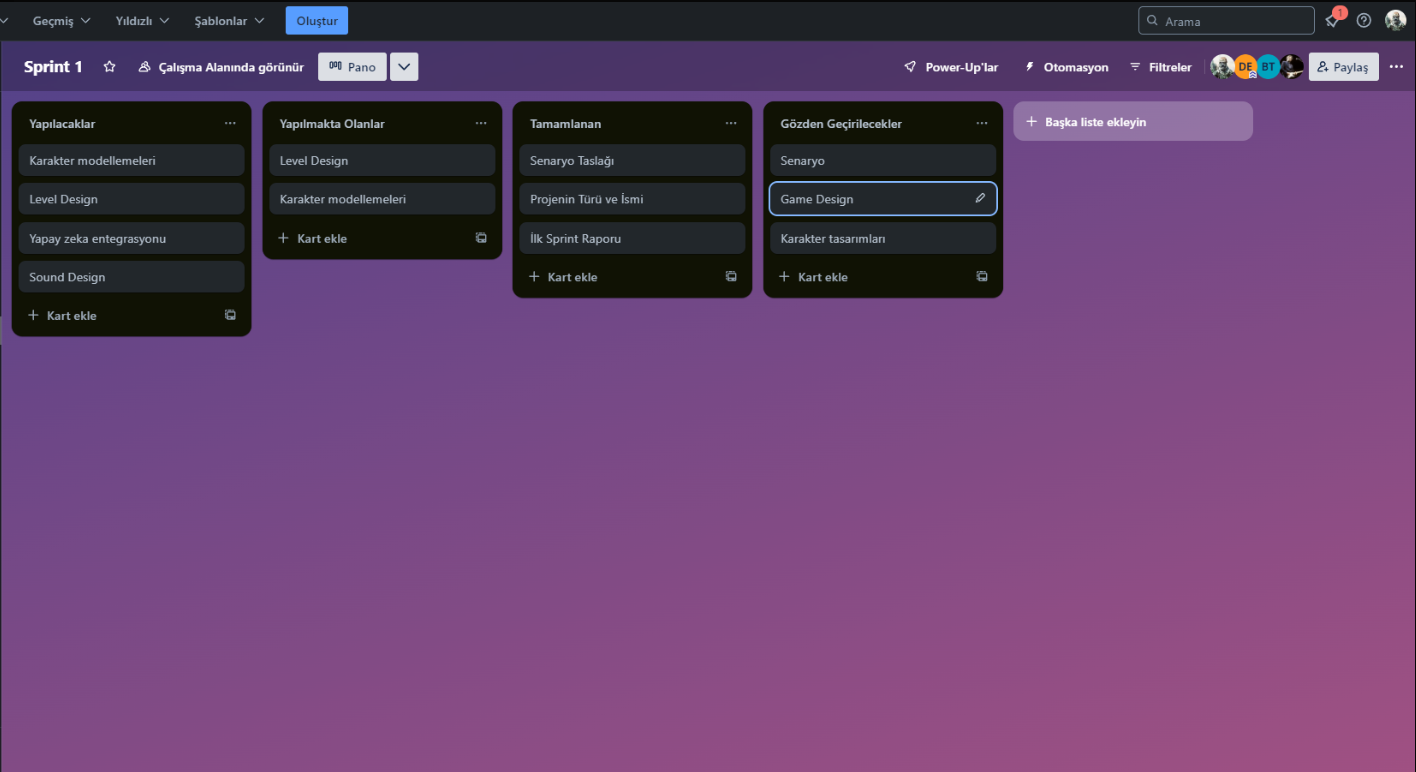 Geçmiş Yıldızlı Şablonlar Oluştur Arama 1
Sprint 1 Çalışma Alanında görünür Pano Power-Up'lar Otomasyon Filtreler DE BT Paylaş
Yapılacaklar
Karakter modellemeleri
Level Design
Yapay zeka entegrasyonu
Sound Design
Kart ekle
Yapılmakta Olanlar
Level Design
Karakter modellemeleri
Kart ekle
Tamamlanan
Senaryo Taslağı
Projenin Türü ve İsmi
İlk Sprint Raporu
Kart ekle
Gözden Geçirilecekler
Senaryo
Game Design
Karakter tasarımları
Kart ekle
Başka liste ekleyin